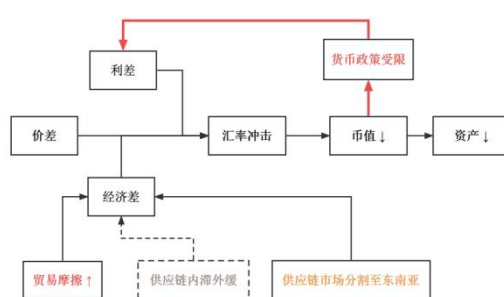 货币政策受限
利差
价差
汇率冲击
币值↓
资产↓
经济差
贸易摩擦↑
供应链内滞外缓
供应链市场分割至东南亚